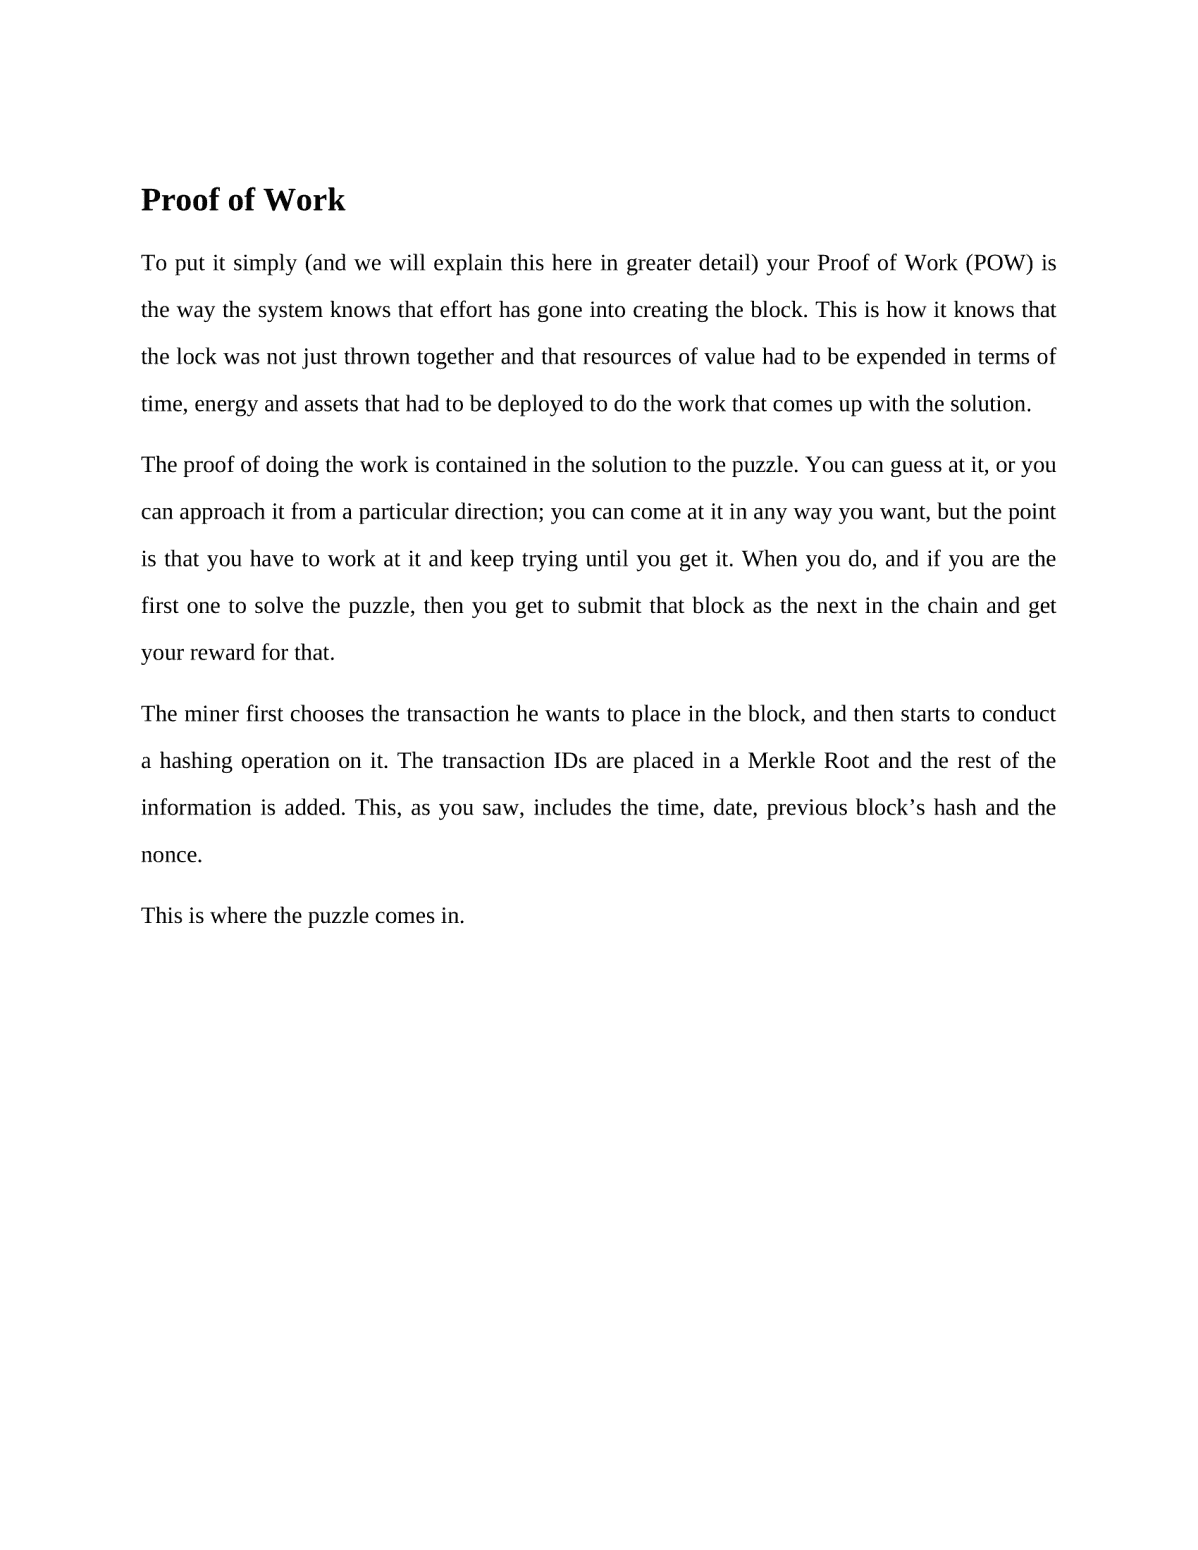 Proof of Work
To put it simply (and we will explain this here in greater detail) your Proof of Work (POW) is
the way the system knows that effort has gone into creating the block. This is how it knows that
the lock was not just thrown together and that resources of value had to be expended in terms of
time, energy and assets that had to be deployed to do the work that comes up with the solution.
The proof of doing the work is contained in the solution to the puzzle. You can guess at it, or you
can approach it from a particular direction; you can come at it in any way you want, but the point
is that you have to work at it and keep trying until you get it. When you do, and if you are the
first one to solve the puzzle, then you get to submit that block as the next in the chain and get
your reward for that.
The miner first chooses the transaction he wants to place in the block, and then starts to conduct
a hashing operation on it. The transaction IDs are placed in a Merkle Root and the rest of the
information is added. This, as you saw, includes the time, date, previous block’s hash and the
nonce.
This is where the puzzle comes in.